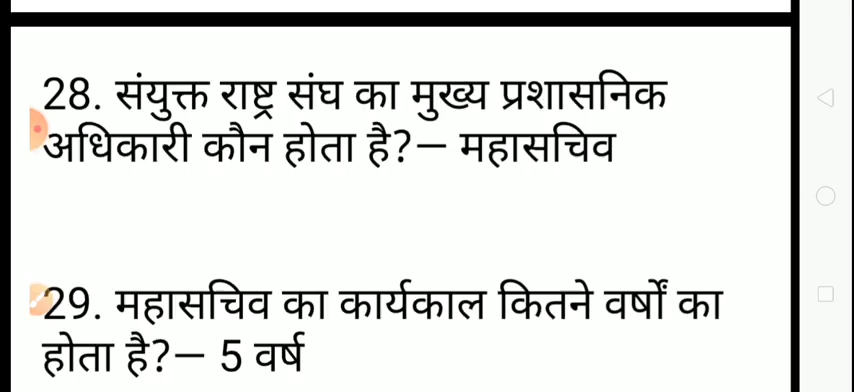 28. संयुक्त राष्ट्र संघ का मुख्य प्रशासनिक
अधिकारी कौन होता है?— महासचिव
29. महासचिव का कार्यकाल कितने वर्षों का
होता है?— 5 वर्ष